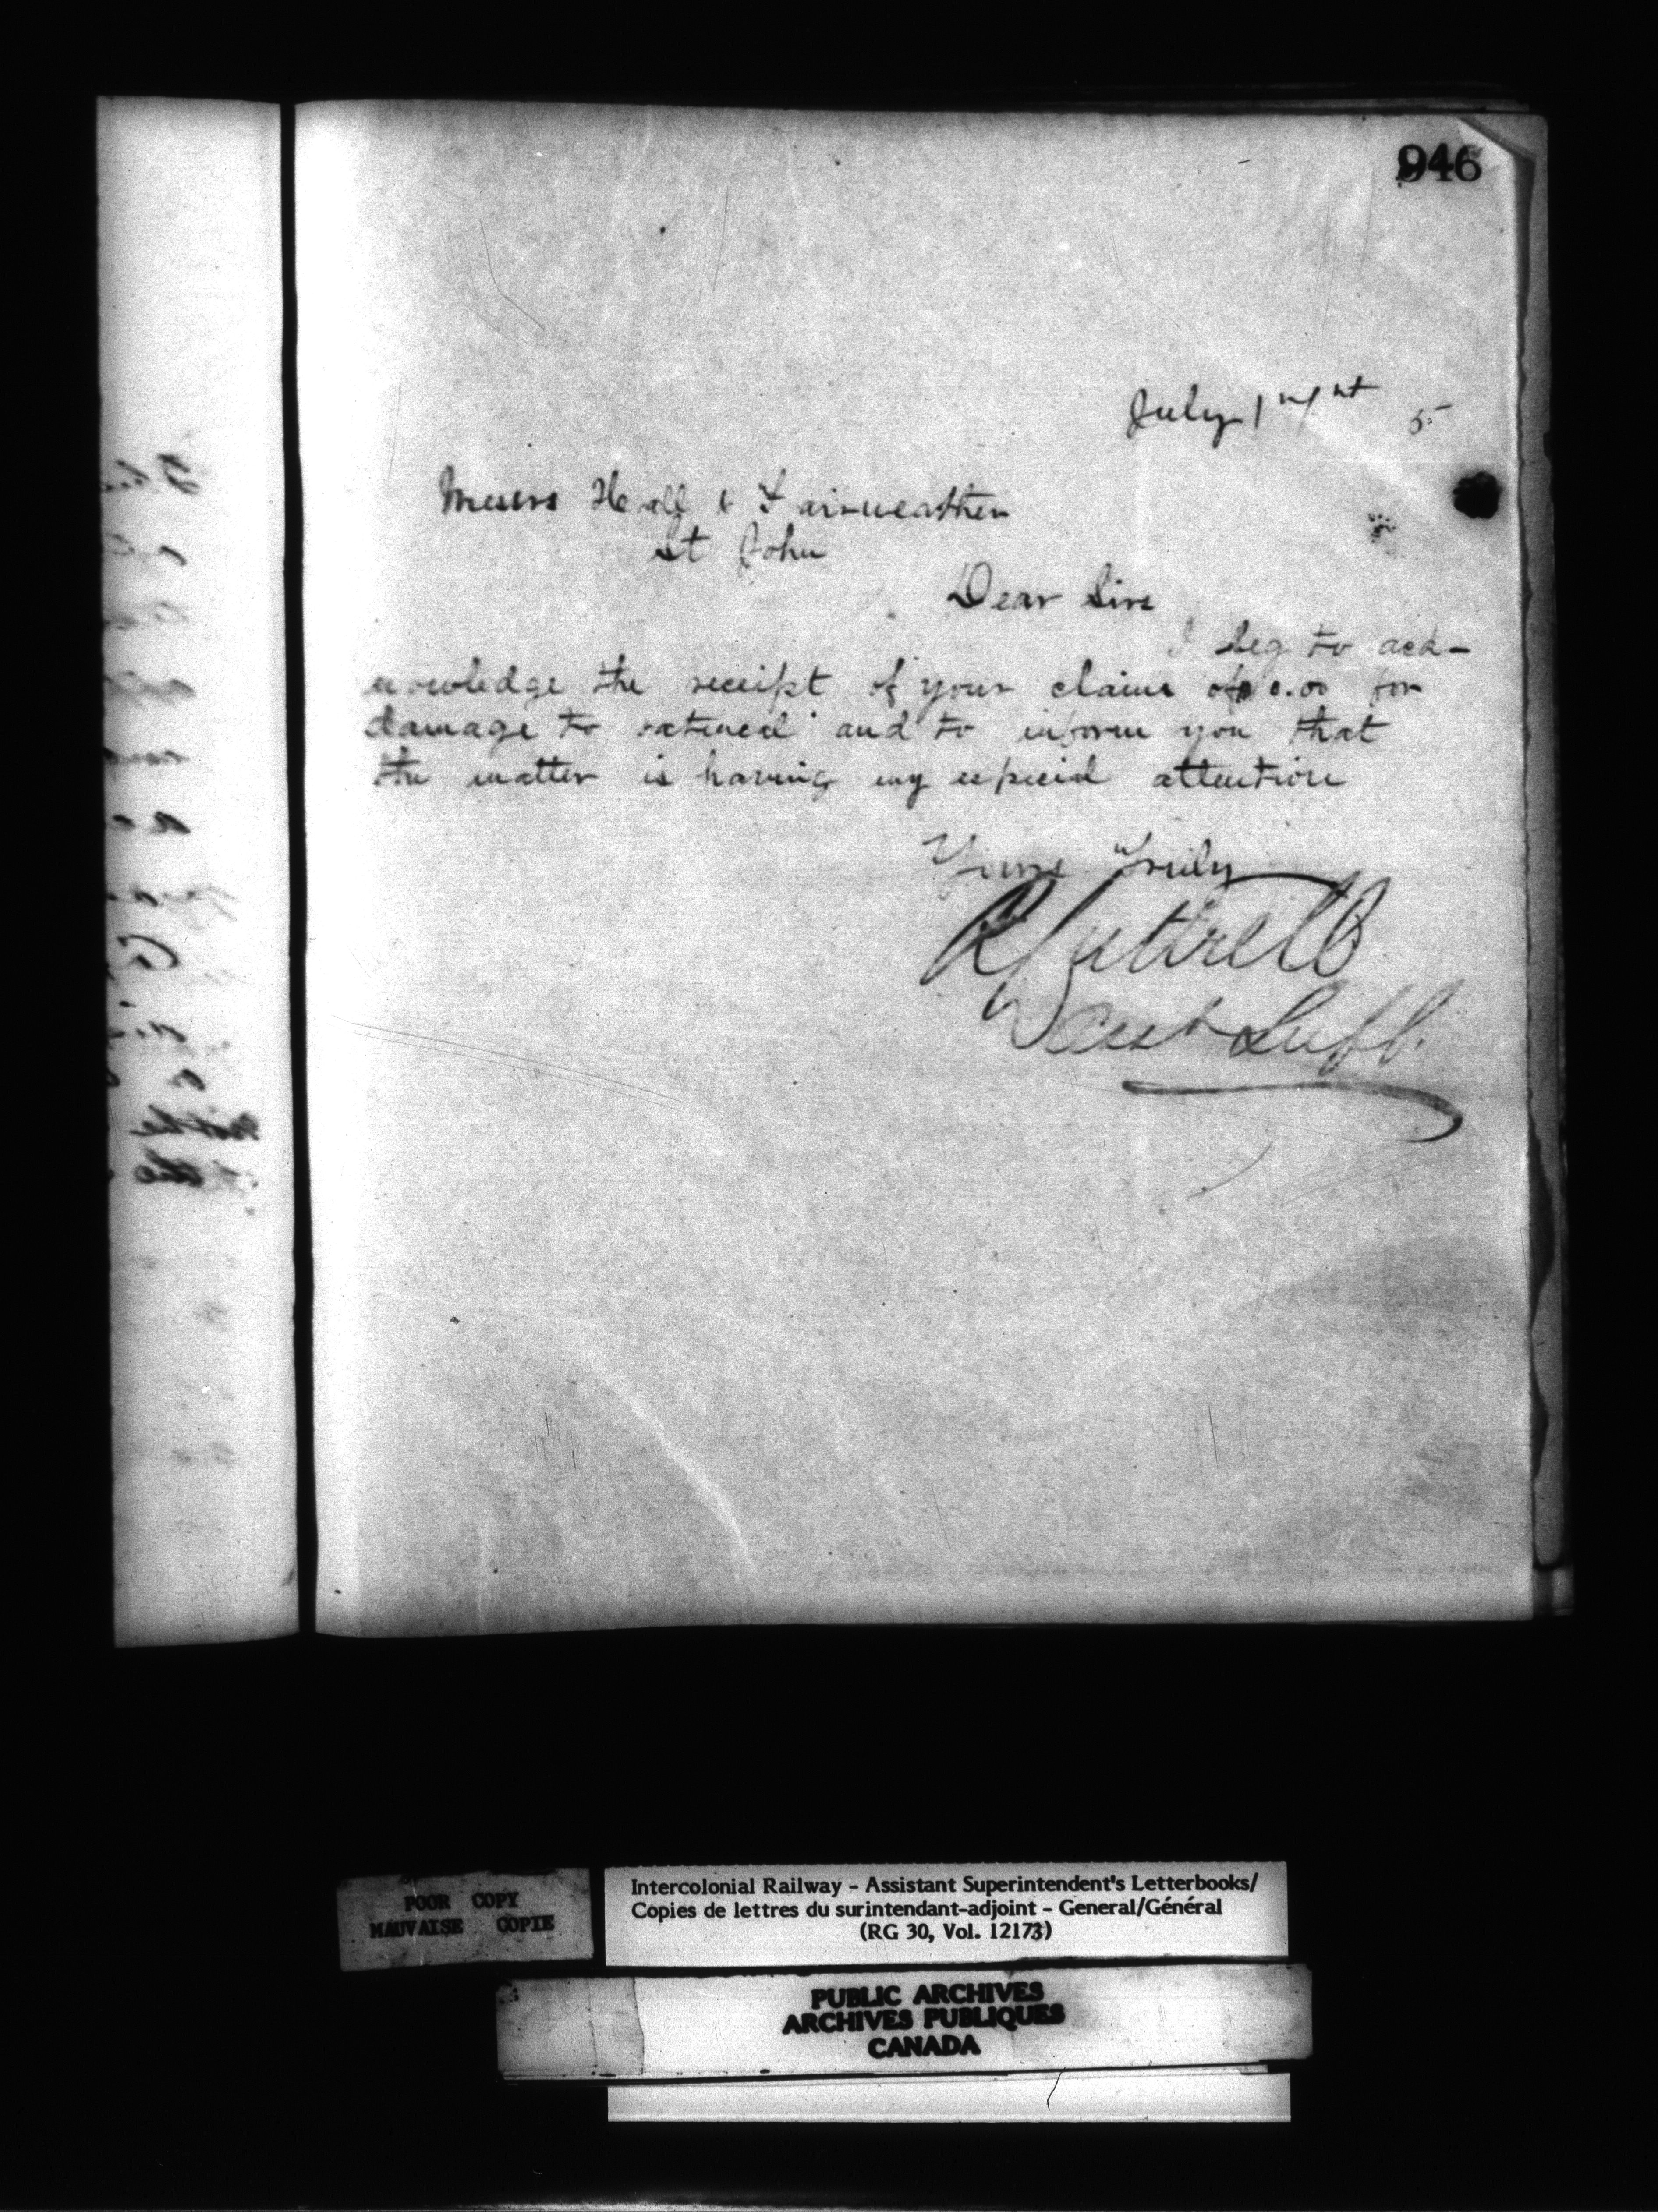 946
July 1
5
Messrs Hall & Fairweather
St John
Dear Sirs
I beg to ack-
nowledge the receipt of your claim of 0.00 for
damage to oatmeal and to inform you that
the matter is having my especial attention
Yours Truly
R Luttrell
Asst Supt.
POOR COPY
MAUVAISE COPIE
Intercolonial Railway - Assistant Superintendent's Letterbooks/
Copies de lettres du surintendant-adjoint - General/Général
(RG 30, Vol. 12173)
PUBLIC ARCHIVES
ARCHIVES PUBLIQUES
CANADA